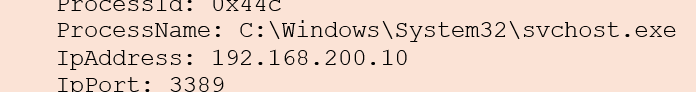 ProcessId: 0x44c
ProcessName: C:\Windows\System32\svchost.exe
IpAddress: 192.168.200.10
IpPort: 3389